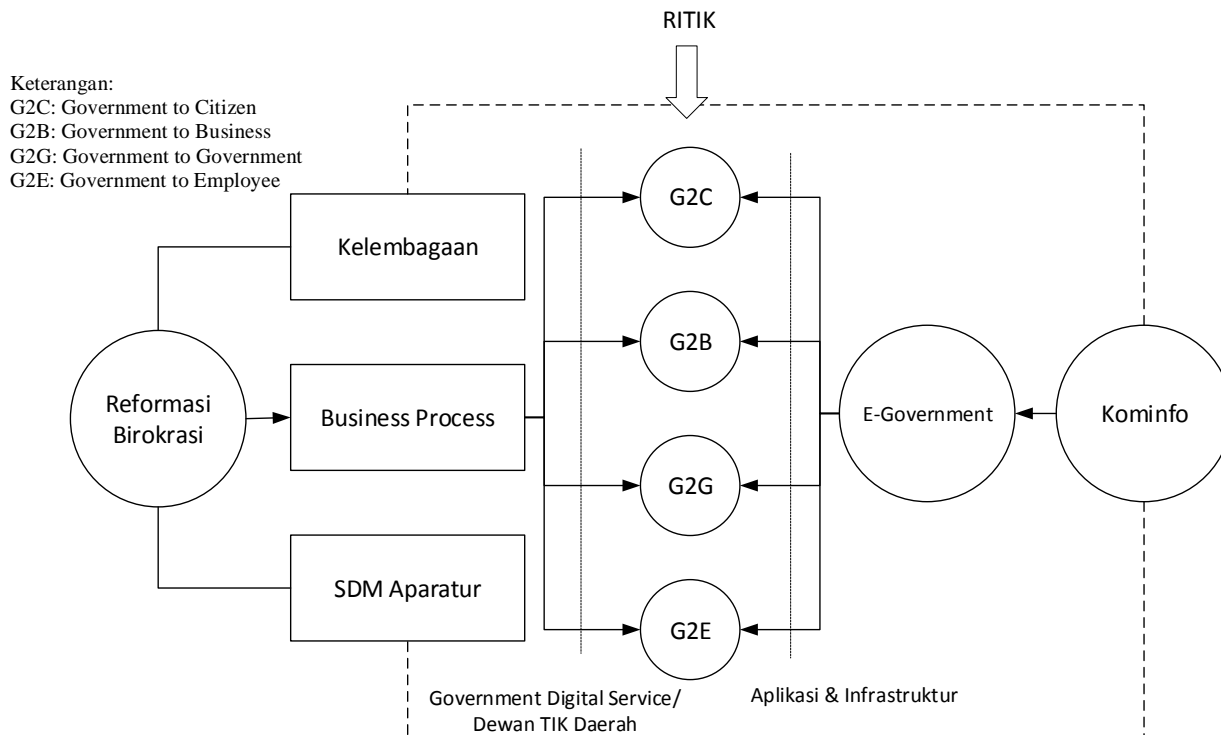 RITIK
Keterangan:
G2C: Government to Citizen
G2B: Government to Business
G2G: Government to Government
G2E: Government to Employee
Kelembagaan
G2C
G2B
Reformasi
Birokrasi
Business Process
E-Government
Kominfo
G2G
SDM Aparatur
G2E
Government Digital Service/
Dewan TIK Daerah
Aplikasi & Infrastruktur